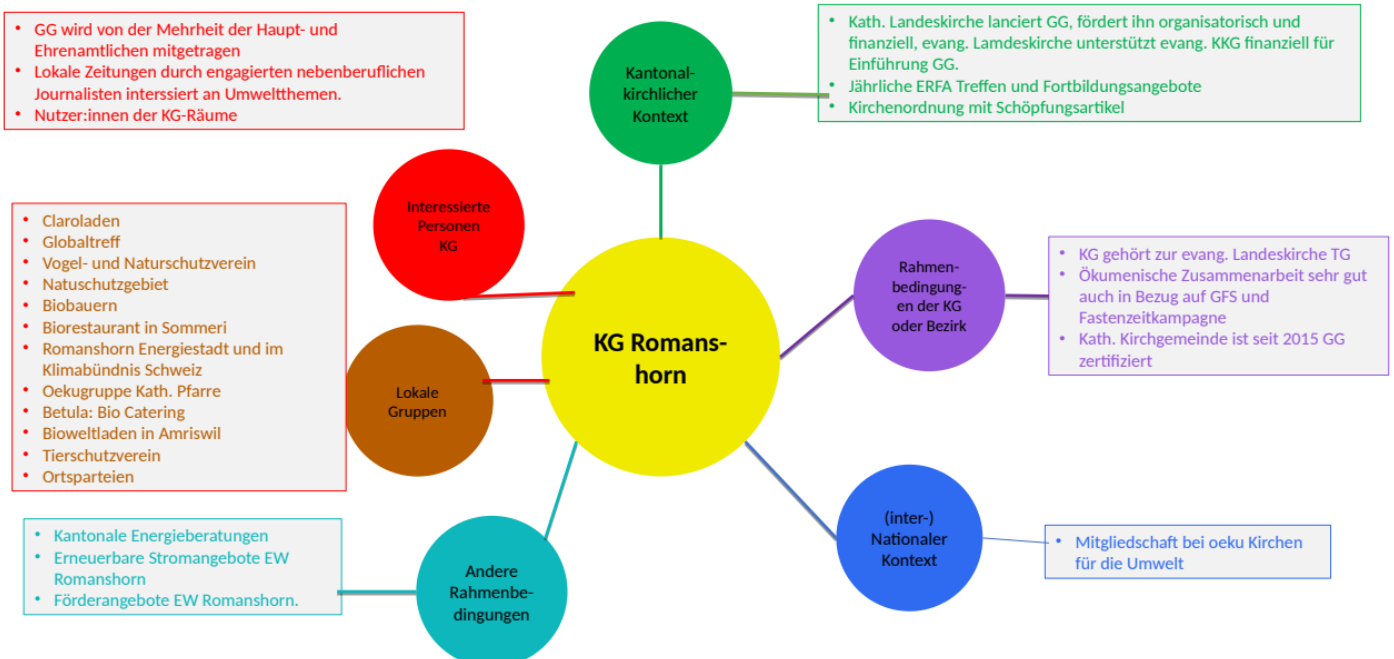 • GG wird von der Mehrheit der Haupt- und
Ehrenamtlichen mitgetragen
• Lokale Zeitungen durch engagierten nebenberuflichen
Journalisten interssiert an Umweltthemen.
• Nutzer:innen der KG-Räume
Kantonal-
kirchlicher
Kontext
• Kath. Landeskirche lanciert GG, fördert ihn organisatorisch und
finanziell, evang. Lamdeskirche unterstützt evang. KKG finanziell für
Einführung GG.
• Jährliche ERFA Treffen und Fortbildungsangebote
• Kirchenordnung mit Schöpfungsartikel
Interessierte
Personen
KG
• Claroladen
• Globaltreff
• Vogel- und Naturschutzverein
• Natuschutzgebiet
• Biobauern
• Biorestaurant in Sommeri
• Romanshorn Energiestadt und im
Klimabündnis Schweiz
• Oekugruppe Kath. Pfarre
• Betula: Bio Catering
• Bioweltladen in Amriswil
• Tierschutzverein
• Ortsparteien
Lokale
Gruppen
KG Romans-
horn
Rahmen-
bedingung-
en der KG
oder Bezirk
• KG gehört zur evang. Landeskirche TG
• Ökumenische Zusammenarbeit sehr gut
auch in Bezug auf GFS und
Fastenzeitkampagne
• Kath. Kirchgemeinde ist seit 2015 GG
zertifiziert
• Kantonale Energieberatungen
• Erneuerbare Stromangebote EW
Romanshorn
• Förderangebote EW Romanshorn.
Andere
Rahmenbe-
dingungen
(inter-)
Nationaler
Kontext
• Mitgliedschaft bei oeku Kirchen
für die Umwelt